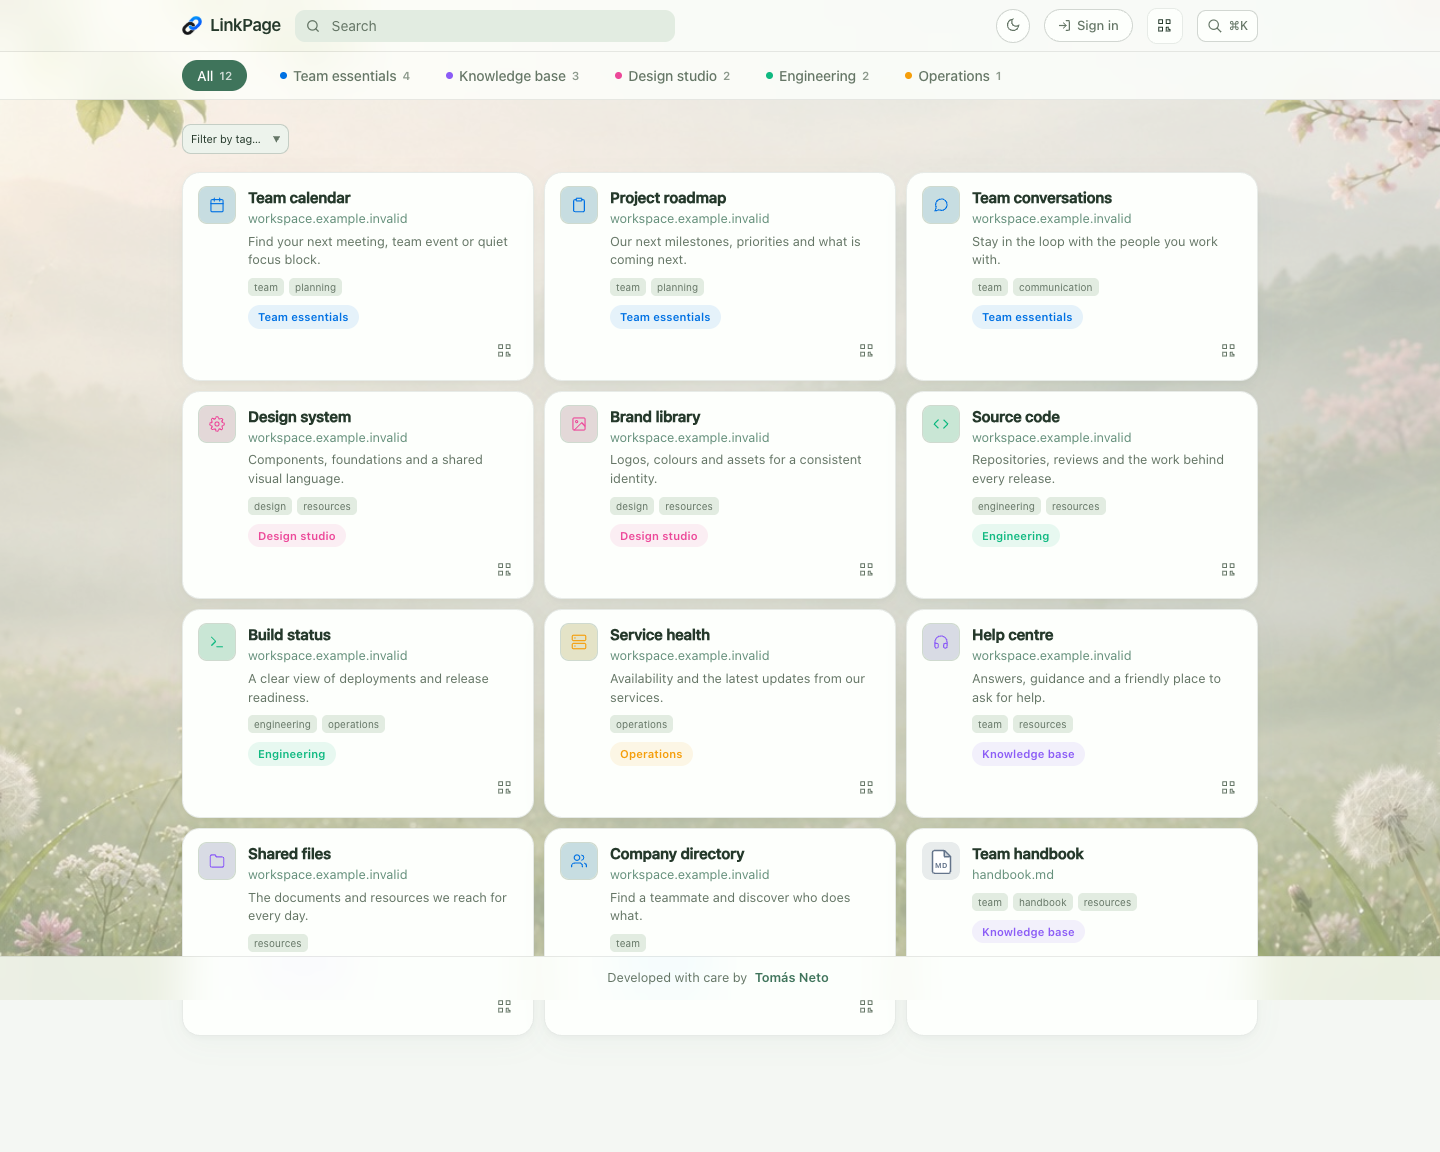 LinkPage
Search
Sign in
⌘K
All 12
Team essentials 4
Knowledge base 3
Design studio 2
Engineering 2
Operations 1
Filter by tag...
Team calendar
workspace.example.invalid
Find your next meeting, team event or quiet
focus block.
team planning
Team essentials
Project roadmap
workspace.example.invalid
Our next milestones, priorities and what is
coming next.
team planning
Team essentials
Team conversations
workspace.example.invalid
Stay in the loop with the people you work
with.
team communication
Team essentials
Design system
workspace.example.invalid
Components, foundations and a shared
visual language.
design resources
Design studio
Brand library
workspace.example.invalid
Logos, colours and assets for a consistent
identity.
design resources
Design studio
Source code
workspace.example.invalid
Repositories, reviews and the work behind
every release.
engineering resources
Engineering
Build status
workspace.example.invalid
A clear view of deployments and release
readiness.
engineering operations
Engineering
Service health
workspace.example.invalid
Availability and the latest updates from our
services.
operations
Operations
Help centre
workspace.example.invalid
Answers, guidance and a friendly place to
ask for help.
team resources
Knowledge base
Shared files
workspace.example.invalid
The documents and resources we reach for
every day.
resources
Company directory
workspace.example.invalid
Find a teammate and discover who does
what.
team
MD
Team handbook
handbook.md
team handbook resources
Knowledge base
Developed with care by Tomás Neto